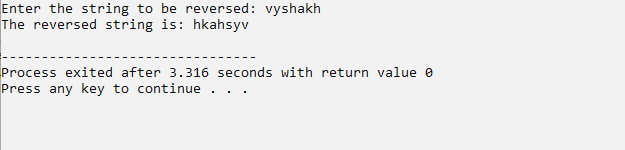 Enter the string to be reversed: vyshakh
The reversed string is: hkahsyv
--------------------------------
Process exited after 3.316 seconds with return value 0
Press any key to continue . . .